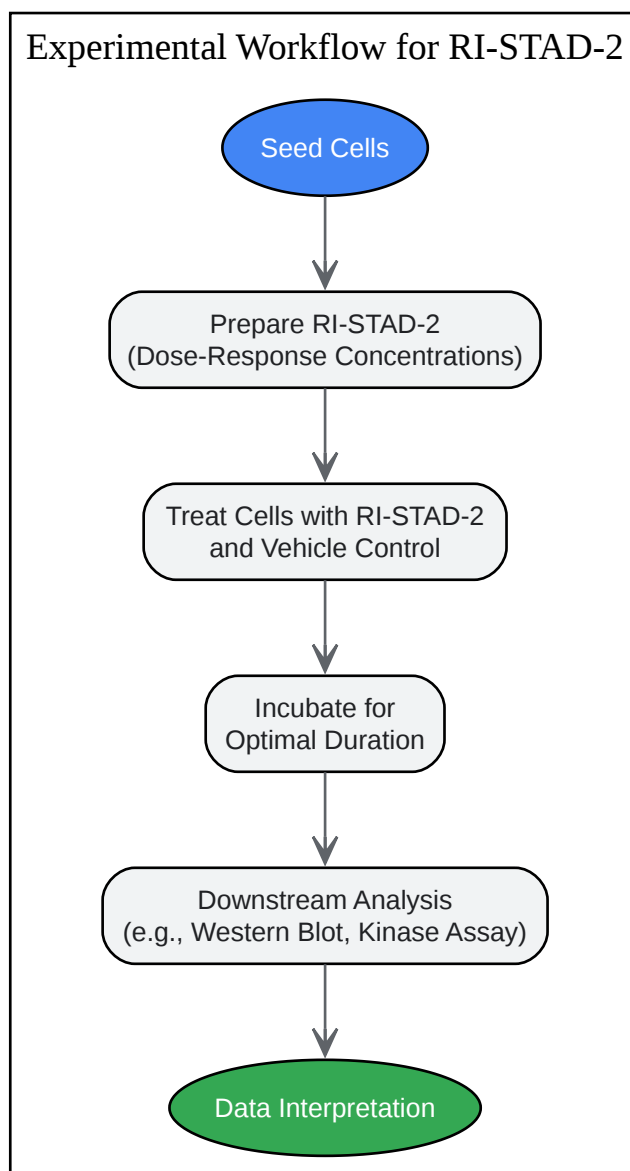 Experimental Workflow for RI-STAD-2
Seed Cells
Prepare RI-STAD-2
(Dose-Response Concentrations)
Treat Cells with RI-STAD-2
and Vehicle Control
Incubate for
Optimal Duration
Downstream Analysis
(e.g., Western Blot, Kinase Assay)
Data Interpretation